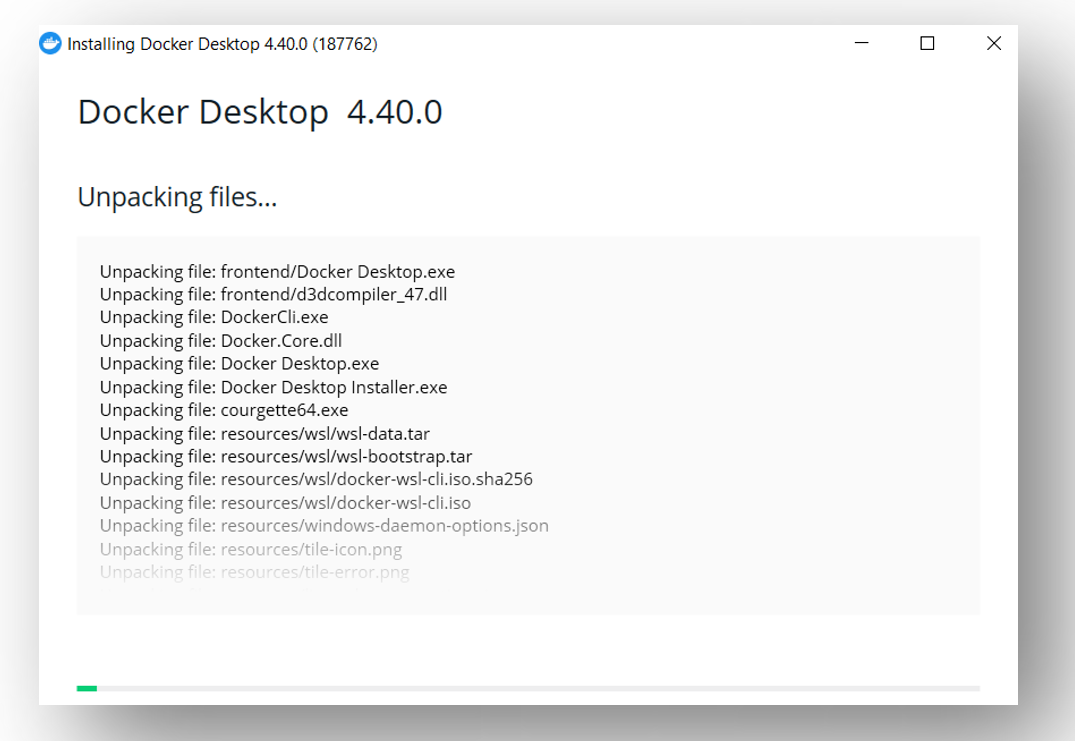 Installing Docker Desktop 4.40.0 (187762)
Docker Desktop 4.40.0
Unpacking files...
Unpacking file: frontend/Docker Desktop.exe
Unpacking file: frontend/d3dcompiler_47.dll
Unpacking file: DockerCli.exe
Unpacking file: Docker.Core.dll
Unpacking file: Docker Desktop.exe
Unpacking file: Docker Desktop Installer.exe
Unpacking file: courgette64.exe
Unpacking file: resources/wsl/wsl-data.tar
Unpacking file: resources/wsl/wsl-bootstrap.tar
Unpacking file: resources/wsl/docker-wsl-cli.iso.sha256
Unpacking file: resources/wsl/docker-wsl-cli.iso
Unpacking file: resources/windows-daemon-options.json
Unpacking file: resources/tile-icon.png
Unpacking file: resources/tile-error.png